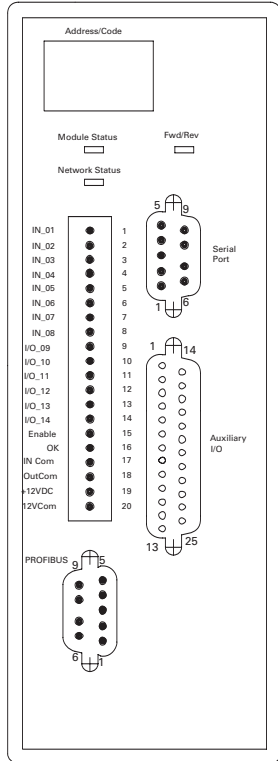 Address/Code
Module Status
Fwd/Rev
Network Status
IN_01 1
IN_02 2
IN_03 3
IN_04 4
IN_05 5
IN_06 6
IN_07 7
IN_08 8
I/O_09 9
I/O_10 10
I/O_11 11
I/O_12 12
I/O_13 13
I/O_14 14
Enable 15
OK 16
IN Com 17
OutCom 18
+12VDC 19
12VCom 20
5 9
Serial
Port
1 6
1 14
Auxiliary
I/O
13 25
PROFIBUS
9 5
6 1